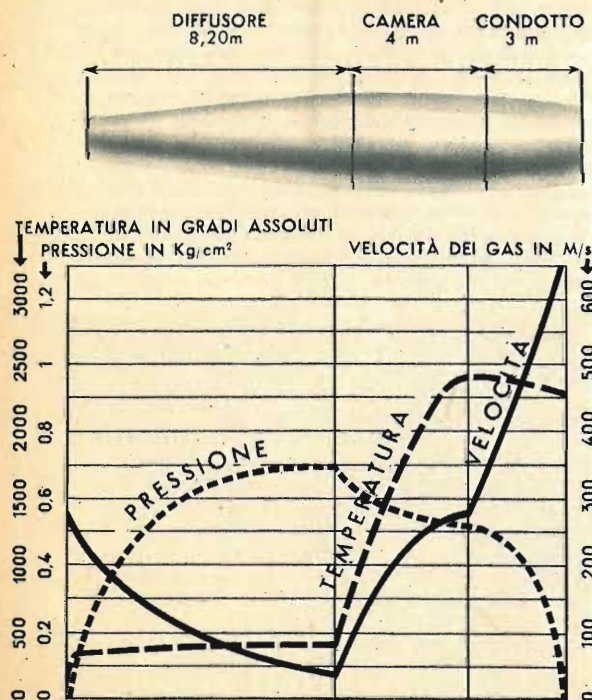 DIFFUSORE
8,20m
CAMERA
4 m
CONDOTTO
3 m
TEMPERATURA IN GRADI ASSOLUTI
PRESSIONE IN Kg/cm²
VELOCITÀ DEI GAS IN M/s
3000
2500
2000
1500
1000
500
0
1,2
1
0,8
0,6
0,4
0,2
0
PRESSIONE
TEMPERATURA
VELOCITÀ
600
500
400
300
200
100
0